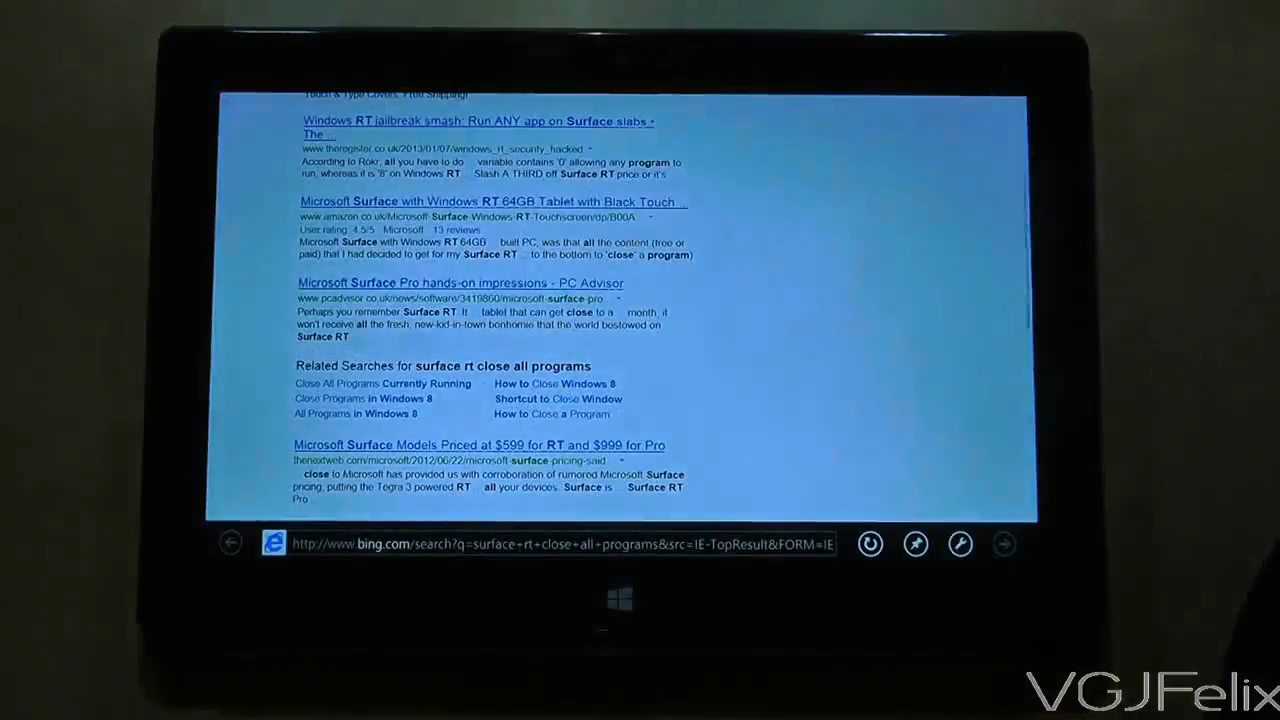 Touch & Type Covers. Free Shipping!
Windows RT jailbreak smash: Run ANY app on Surface slabs •
The ...
www.theregister.co.uk/2013/01/07/windows_rt_security_hacked
According to Rokr, all you have to do ... variable contains '0' allowing any program to
run, whereas it is '8' on Windows RT ... Slash A THIRD off Surface RT price or it's
Microsoft Surface with Windows RT 64GB Tablet with Black Touch ...
www.amazon.co.uk/Microsoft-Surface-Windows-RT-Touchscreen/dp/B00A
User rating: 4.5/5 Microsoft 13 reviews
Microsoft Surface with Windows RT 64GB ... built PC, was that all the content (free or
paid) that I had decided to get for my Surface RT ... to the bottom to 'close' a program)
Microsoft Surface Pro hands-on impressions - PC Advisor
www.pcadvisor.co.uk/news/software/3419860/microsoft-surface-pro...
Perhaps you remember Surface RT. It ... tablet that can get close to a ... month, it
won't receive all the fresh, new-kid-in-town bonhomie that the world bestowed on
Surface RT
Related Searches for surface rt close all programs
Close All Programs Currently Running How to Close Windows 8
Close Programs in Windows 8 Shortcut to Close Window
All Programs in Windows 8 How to Close a Program
Microsoft Surface Models Priced at $599 for RT and $999 for Pro
thenextweb.com/microsoft/2012/06/22/microsoft-surface-pricing-said...
close to Microsoft has provided us with corroboration of rumored Microsoft Surface
pricing, putting the Tegra 3 powered RT ... all your devices. Surface is ... Surface RT
Pro
http://www.bing.com/search?q=surface+rt+close+all+programs&src=IE-TopResult&FORM=IE
VGJFelix